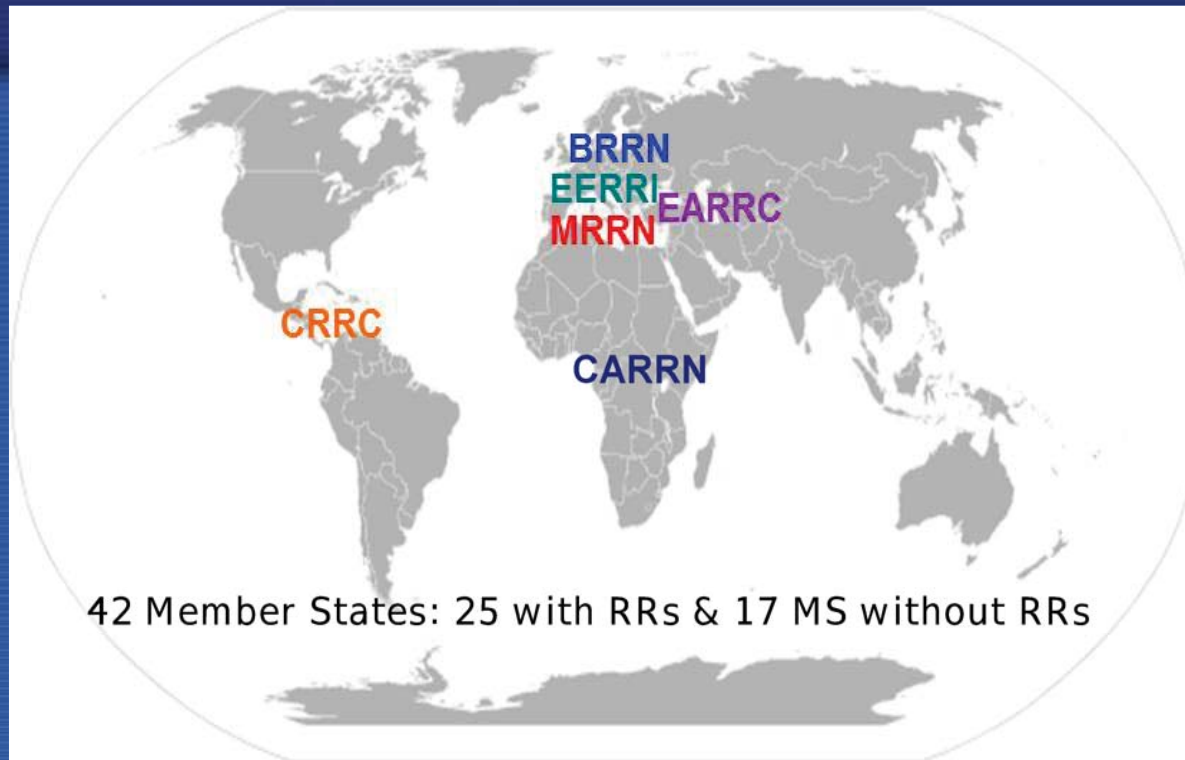 BRRN
EERRI
EARRC
MRRN
CRRC
CARRN
42 Member States: 25 with RRs & 17 MS without RRs